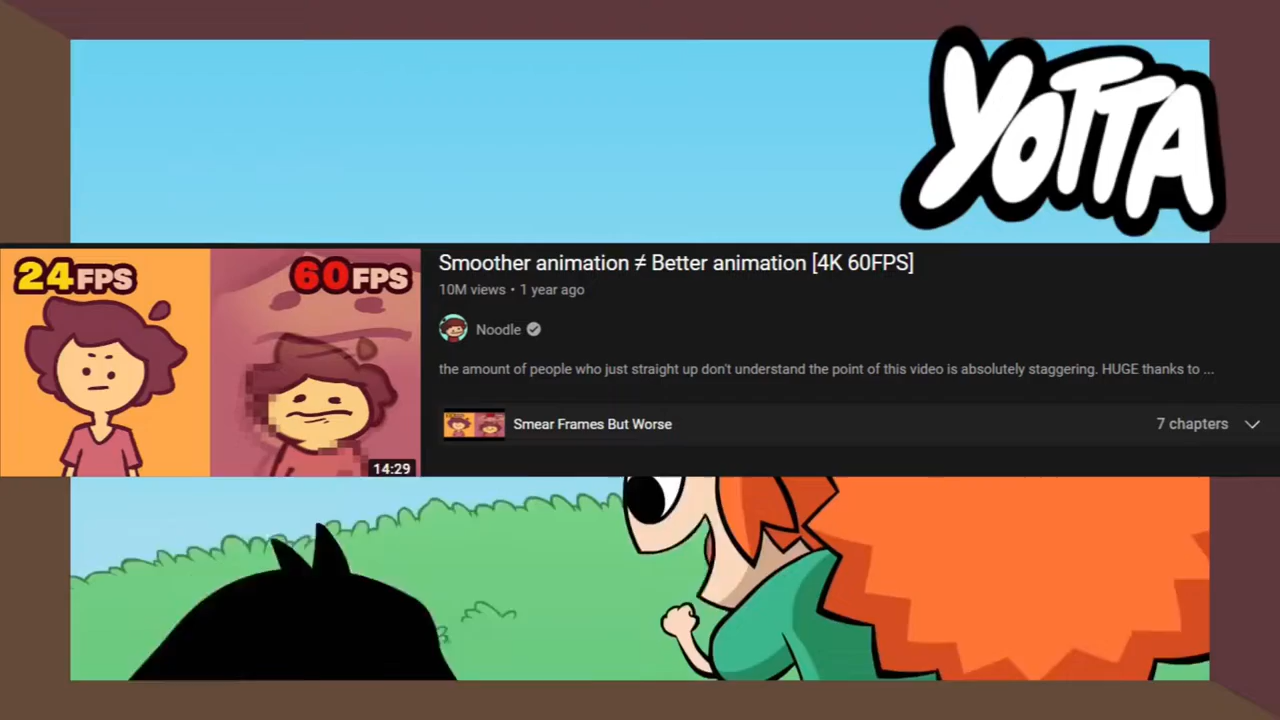 YOTTA
24FPS
60FPS
14:29
Smoother animation ≠ Better animation [4K 60FPS]
10M views • 1 year ago
Noodle
the amount of people who just straight up don't understand the point of this video is absolutely staggering. HUGE thanks to ...
Smear Frames But Worse
7 chapters